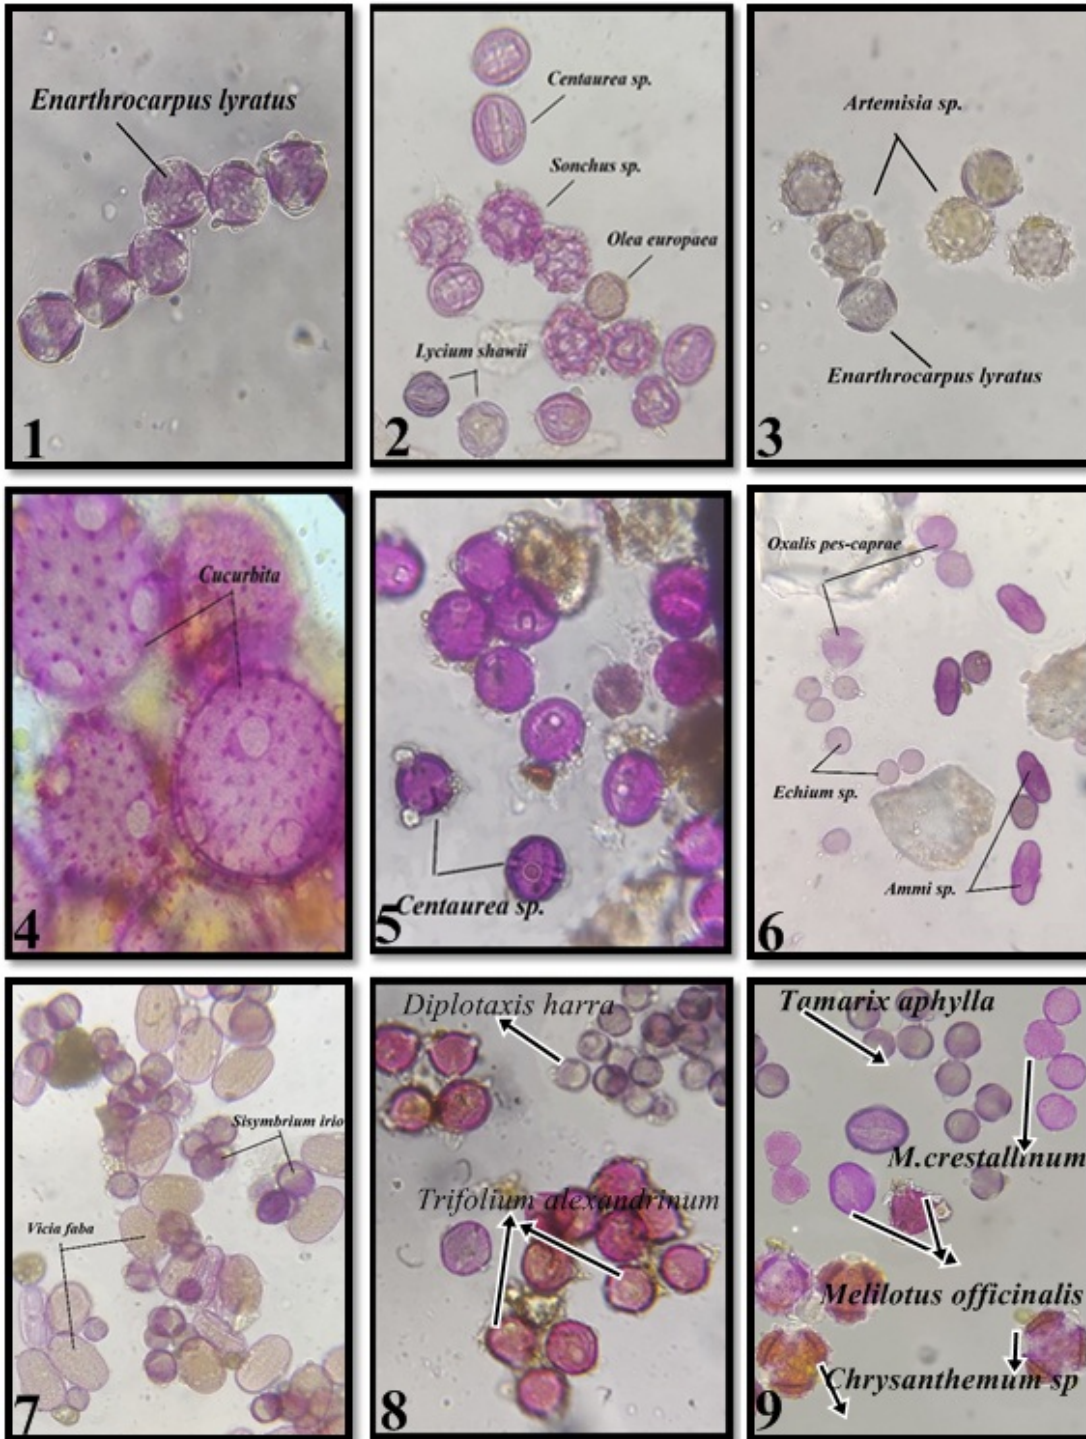 Enarthrocarpus lyratus
1
Centaurea sp.
Sonchus sp.
Olea europaea
Lycium shawii
2
Artemisia sp.
Enarthrocarpus lyratus
3
Cucurbita
4
Centaurea sp.
5
Oxalis pes-caprae
Echium sp.
Ammi sp.
6
Sisymbrium irio
Vicia faba
7
Diplotaxis harra
Trifolium alexandrinum
8
Tamarix aphylla
M.crestallinum
Melilotus officinalis
Chrysanthemum sp
9